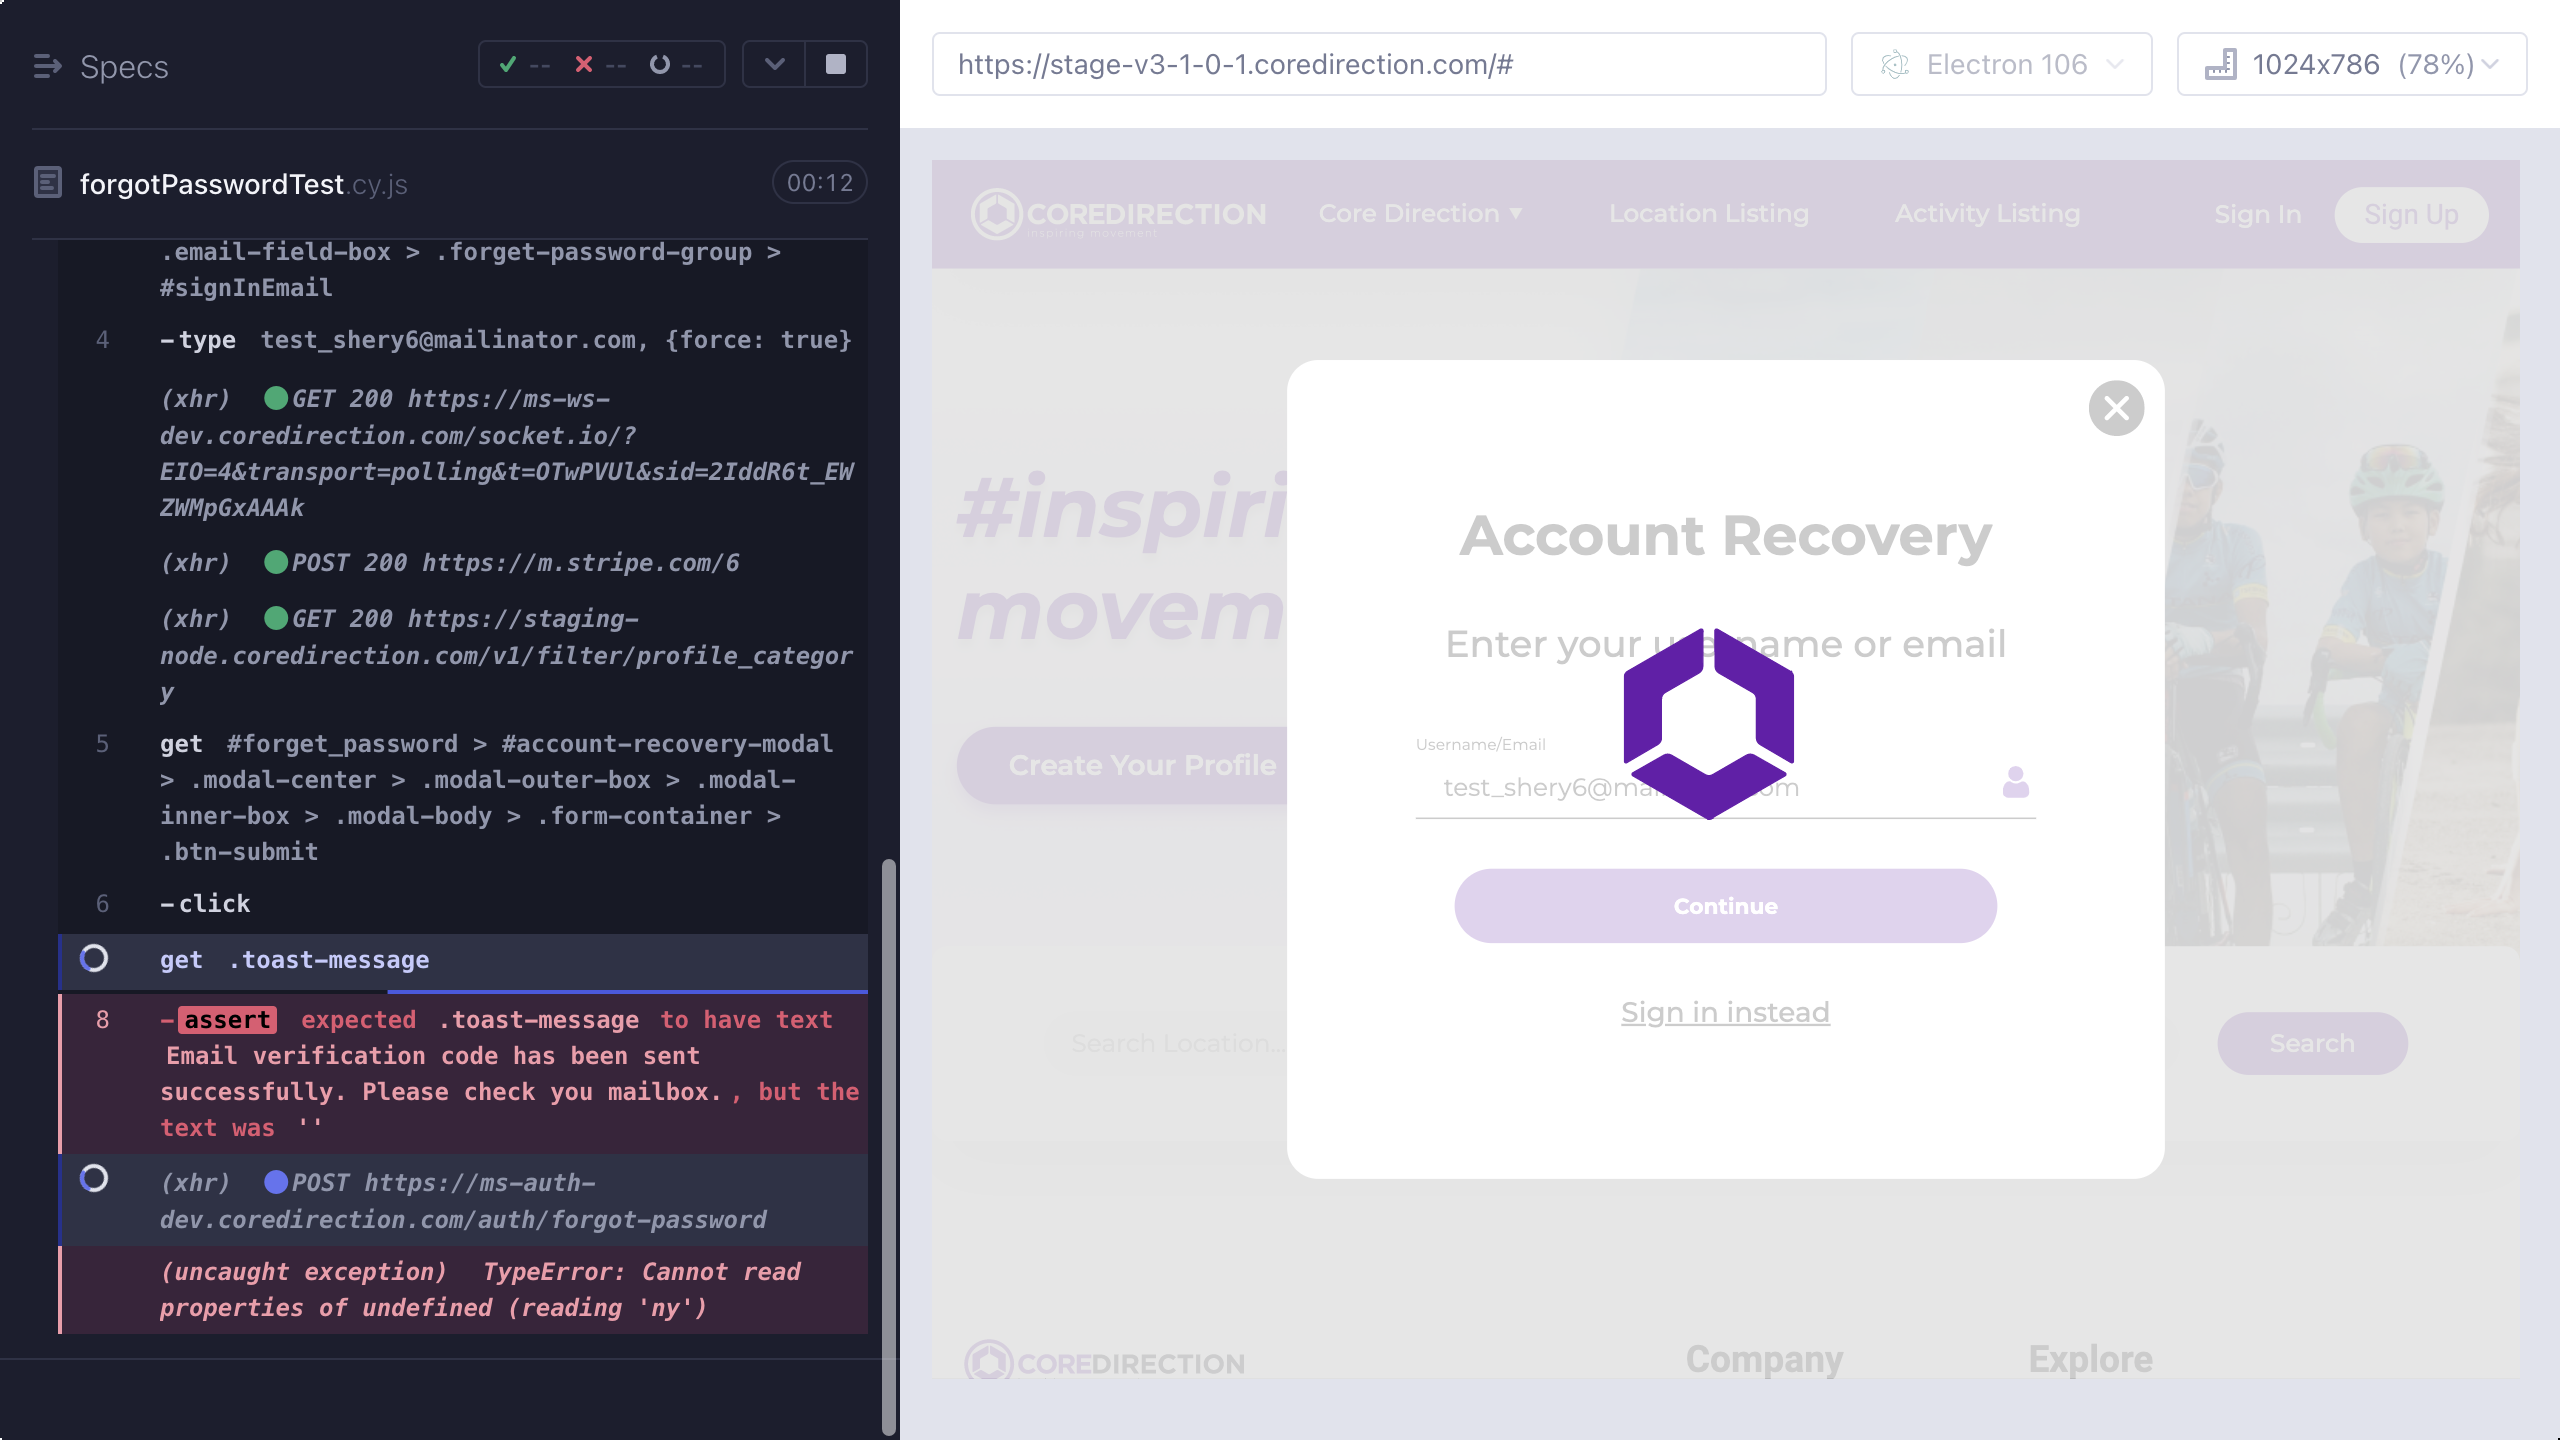 Specs
-- -- --
forgotPasswordTest.cy.js 00:12
.email-field-box > .forget-password-group >
#signInEmail
4 -type test_shery6@mailinator.com, {force: true}
(xhr) GET 200 https://ms-ws-
dev.coredirection.com/socket.io/?
EIO=4&transport=polling&t=OTwPVUl&sid=2IddR6t_EW
ZWMpGxAAAk
(xhr) POST 200 https://m.stripe.com/6
(xhr) GET 200 https://staging-
node.coredirection.com/v1/filter/profile_categor
y
5 get #forget_password > #account-recovery-modal
> .modal-center > .modal-outer-box > .modal-
inner-box > .modal-body > .form-container >
.btn-submit
6 -click
get .toast-message
8 -assert expected .toast-message to have text
Email verification code has been sent
successfully. Please check you mailbox. , but the
text was ''
(xhr) POST https://ms-auth-
dev.coredirection.com/auth/forgot-password
(uncaught exception) TypeError: Cannot read
properties of undefined (reading 'ny')
https://stage-v3-1-0-1.coredirection.com/#
Electron 106
1024x786 (78%)
COREDIRECTION
inspiring movement
Core Direction ▾
Location Listing
Activity Listing
Sign In
Sign Up
#inspiri
movem
Create Your Profile
Account Recovery
Enter your username or email
Username/Email
test_shery6@mai om
Continue
Sign in instead
Search Location...
Search
COREDIRECTION
Company
Explore